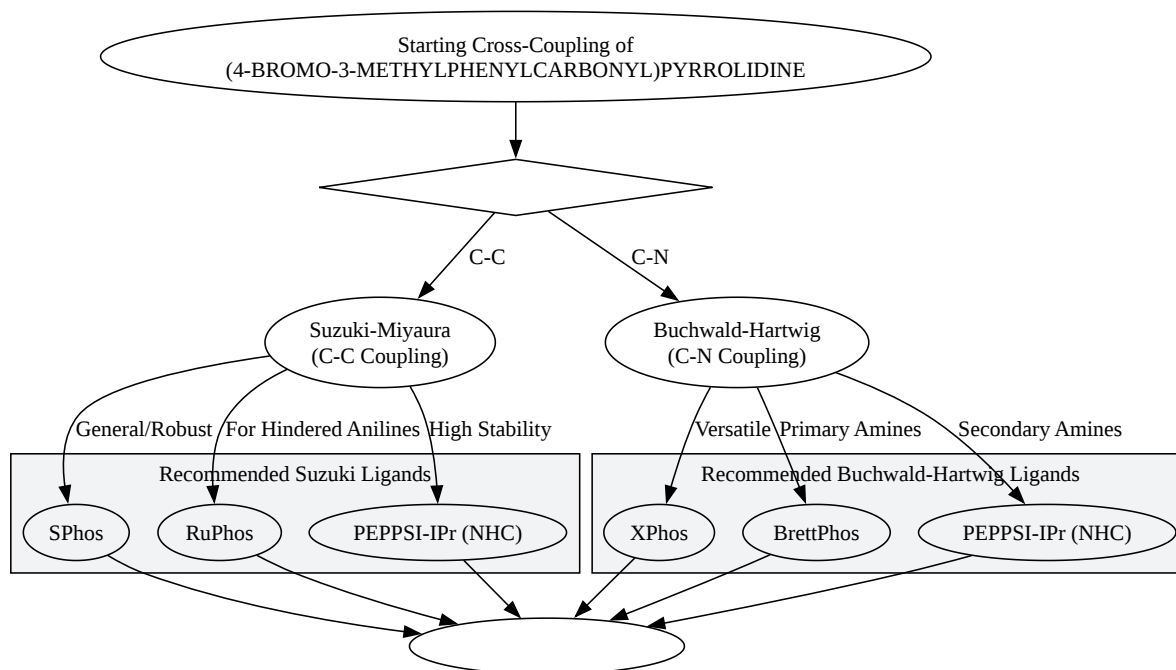 Starting Cross-Coupling of
(4-BROMO-3-METHYLPHENYLCARBONYL)PYRROLIDINE
C-C
C-N
Suzuki-Miyaura
(C-C Coupling)
Buchwald-Hartwig
(C-N Coupling)
General/Robust
For Hindered Anilines
High Stability
Versatile
Primary Amines
Secondary Amines
Recommended Suzuki Ligands
Recommended Buchwald-Hartwig Ligands
SPhos
RuPhos
PEPPSI-IPr (NHC)
XPhos
BrettPhos
PEPPSI-IPr (NHC)